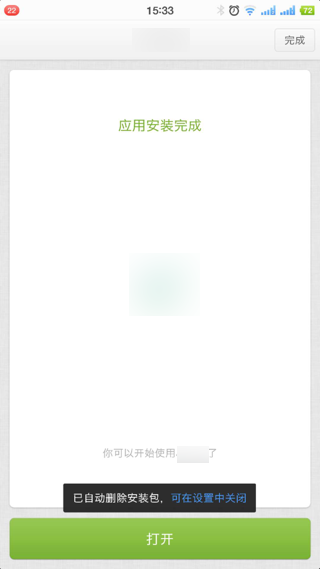 22
15:33
72
完成
应用安装完成
你可以开始使用 了
已自动删除安装包，可在设置中关闭
打开